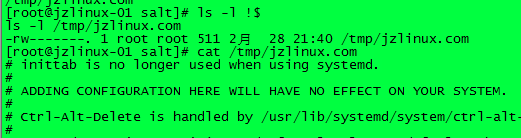 /tmp/jzlinux.com
[root@jzlinux-01 salt]# ls -l !$
ls -l /tmp/jzlinux.com
-rw-------. 1 root root 511 2月  28 21:40 /tmp/jzlinux.com
[root@jzlinux-01 salt]# cat /tmp/jzlinux.com
# inittab is no longer used when using systemd.
#
# ADDING CONFIGURATION HERE WILL HAVE NO EFFECT ON YOUR SYSTEM.
#
# Ctrl-Alt-Delete is handled by /usr/lib/systemd/system/ctrl-alt-
#